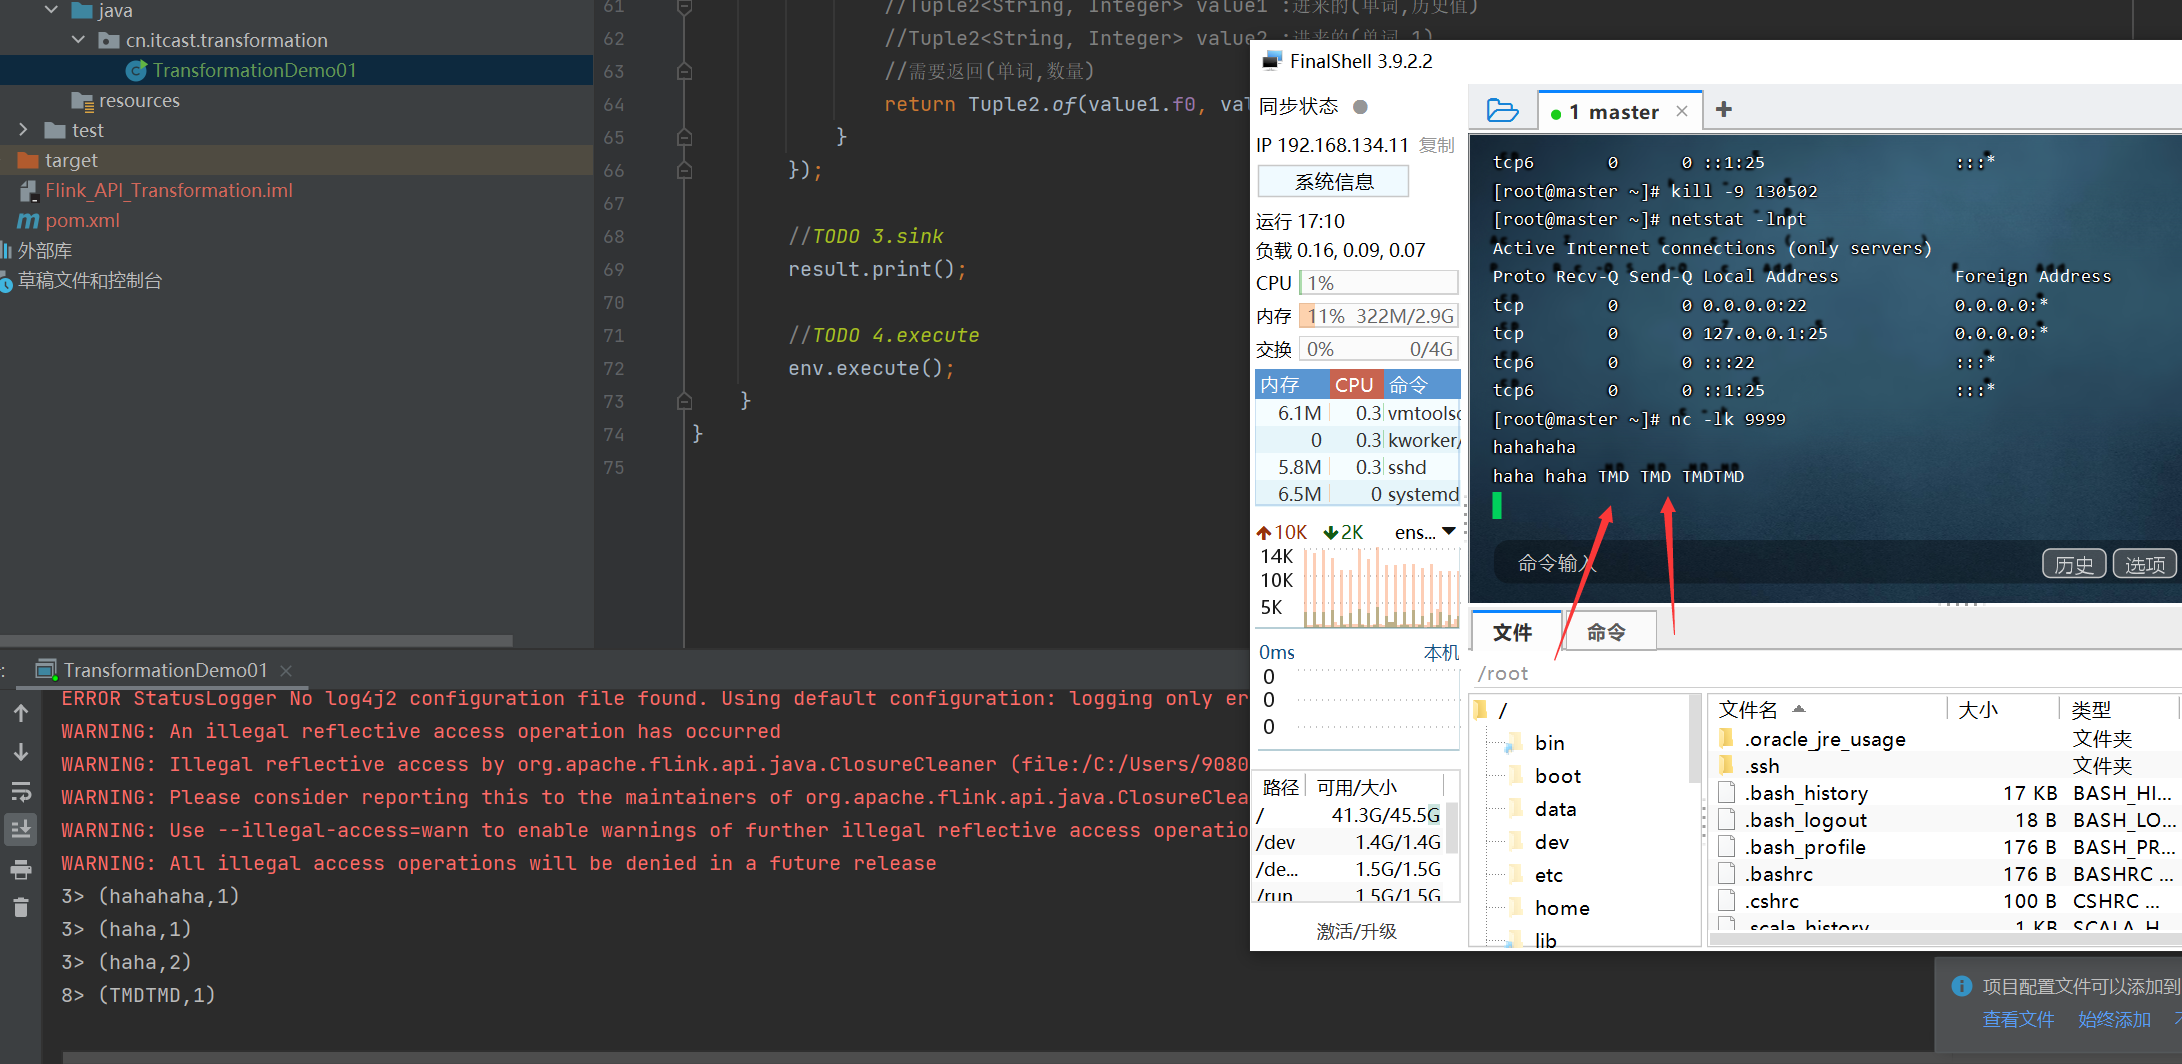 java
cn.itcast.transformation
TransformationDemo01
resources
test
target
Flink_API_Transformation.iml
pom.xml
外部库
草稿文件和控制台
61 //Tuple2<String, Integer> value1 :进来的(单词,历史值)
62 //Tuple2<String, Integer> value2 :进来的(单词,1)
63 //需要返回(单词,数量)
64 return Tuple2.of(value1.f0, val
65 }
66 });
67
68 //TODO 3.sink
69 result.print();
70
71 //TODO 4.execute
72 env.execute();
73 }
74 }
75
FinalShell 3.9.2.2
同步状态
IP 192.168.134.11 复制
系统信息
运行 17:10
负载 0.16, 0.09, 0.07
CPU 1%
内存 11% 322M/2.9G
交换 0% 0/4G
内存 CPU 命令
6.1M 0.3 vmtoolsd
0 0.3 kworker/
5.8M 0.3 sshd
6.5M 0 systemd
10K 2K ens...
14K
10K
5K
0ms 本机
0
0
0
路径 可用/大小
/ 41.3G/45.5G
/dev 1.4G/1.4G
/de... 1.5G/1.5G
/run 1.5G/1.5G
激活/升级
1 master
tcp6 0 0 ::1:25 :::*
[root@master ~]# kill -9 130502
[root@master ~]# netstat -lnpt
Active Internet connections (only servers)
Proto Recv-Q Send-Q Local Address Foreign Address
tcp 0 0 0.0.0.0:22 0.0.0.0:*
tcp 0 0 127.0.0.1:25 0.0.0.0:*
tcp6 0 0 :::22 :::*
tcp6 0 0 ::1:25 :::*
[root@master ~]# nc -lk 9999
hahahaha
haha haha TMD TMD TMDTMD
命令输入
历史 选项
文件 命令
/root
/
bin
boot
data
dev
etc
home
lib
文件名 大小 类型
.oracle_jre_usage 文件夹
.ssh 文件夹
.bash_history 17 KB BASH_HI...
.bash_logout 18 B BASH_LO...
.bash_profile 176 B BASH_PR...
.bashrc 176 B BASHRC ...
.cshrc 100 B CSHRC ...
.scala_history 1 KB SCALA_H
: TransformationDemo01
ERROR StatusLogger No log4j2 configuration file found. Using default configuration: logging only er
WARNING: An illegal reflective access operation has occurred
WARNING: Illegal reflective access by org.apache.flink.api.java.ClosureCleaner (file:/C:/Users/9080
WARNING: Please consider reporting this to the maintainers of org.apache.flink.api.java.ClosureClea
WARNING: Use --illegal-access=warn to enable warnings of further illegal reflective access operatio
WARNING: All illegal access operations will be denied in a future release
3> (hahahaha,1)
3> (haha,1)
3> (haha,2)
8> (TMDTMD,1)
项目配置文件可以添加到
查看文件 始终添加